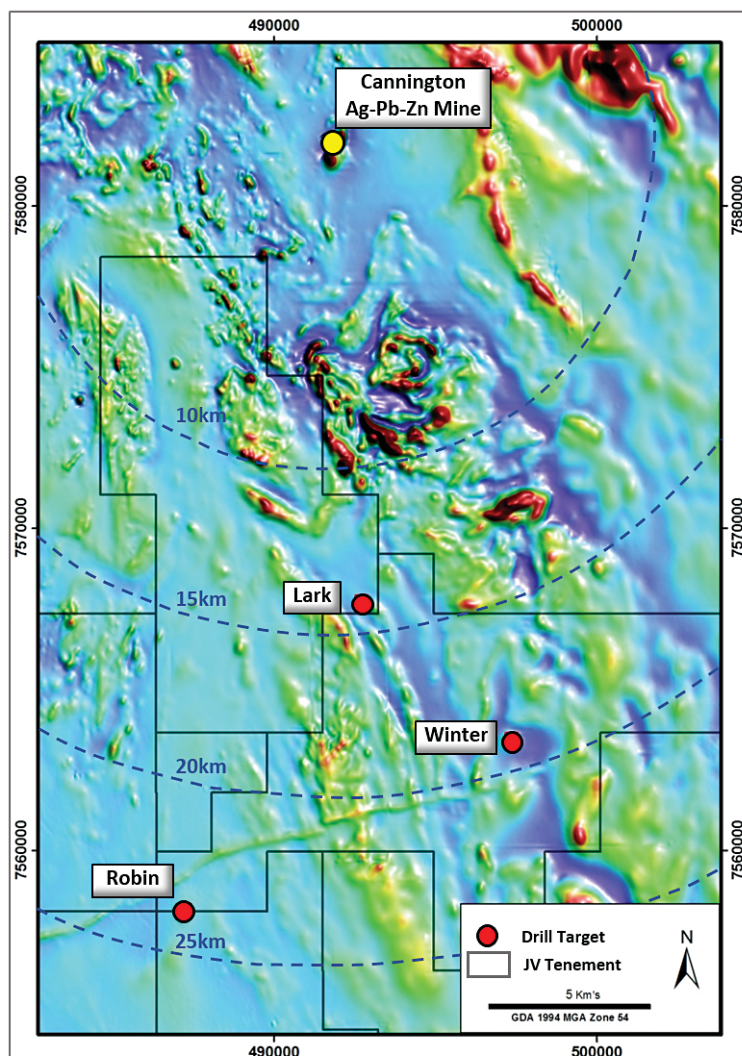 490000
500000
Cannington
Ag-Pb-Zn Mine
7580000
7580000
10km
7570000
7570000
Lark
15km
Winter
20km
7560000
7560000
Robin
25km
Drill Target
JV Tenement
N
5 Km's
GDA 1994 MGA Zone 54
490000
500000